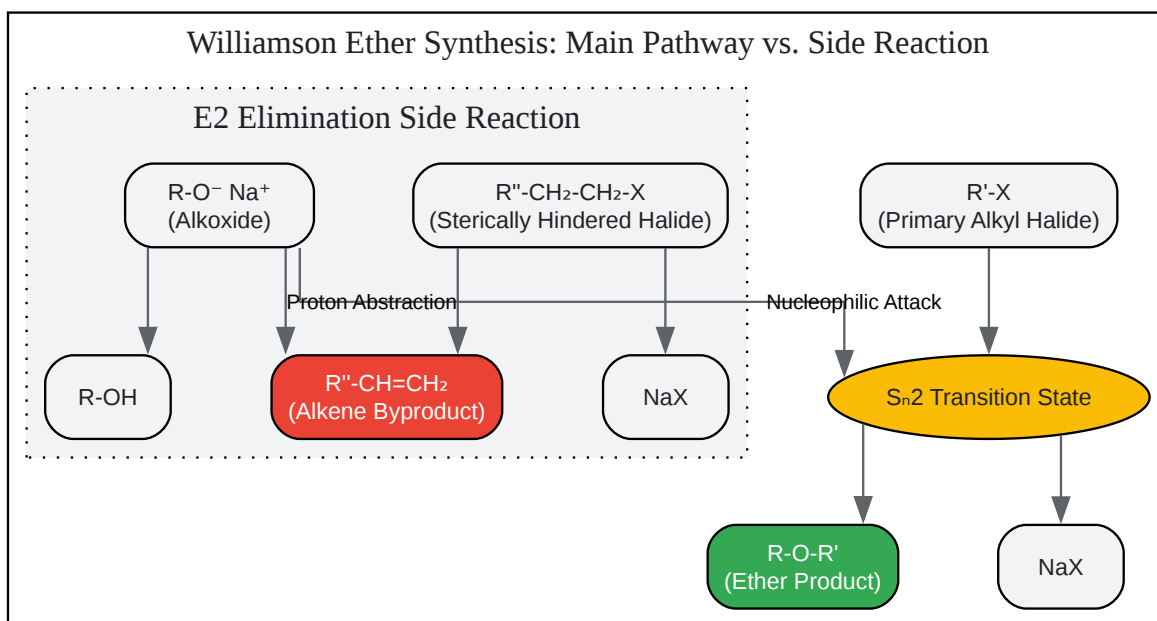 Williamson Ether Synthesis: Main Pathway vs. Side Reaction
E2 Elimination Side Reaction
R-O⁻ Na⁺
(Alkoxide)
R''-CH₂-CH₂-X
(Sterically Hindered Halide)
R'-X
(Primary Alkyl Halide)
Proton Abstraction
Nucleophilic Attack
R-OH
R''-CH=CH₂
(Alkene Byproduct)
NaX
Sₙ2 Transition State
R-O-R'
(Ether Product)
NaX